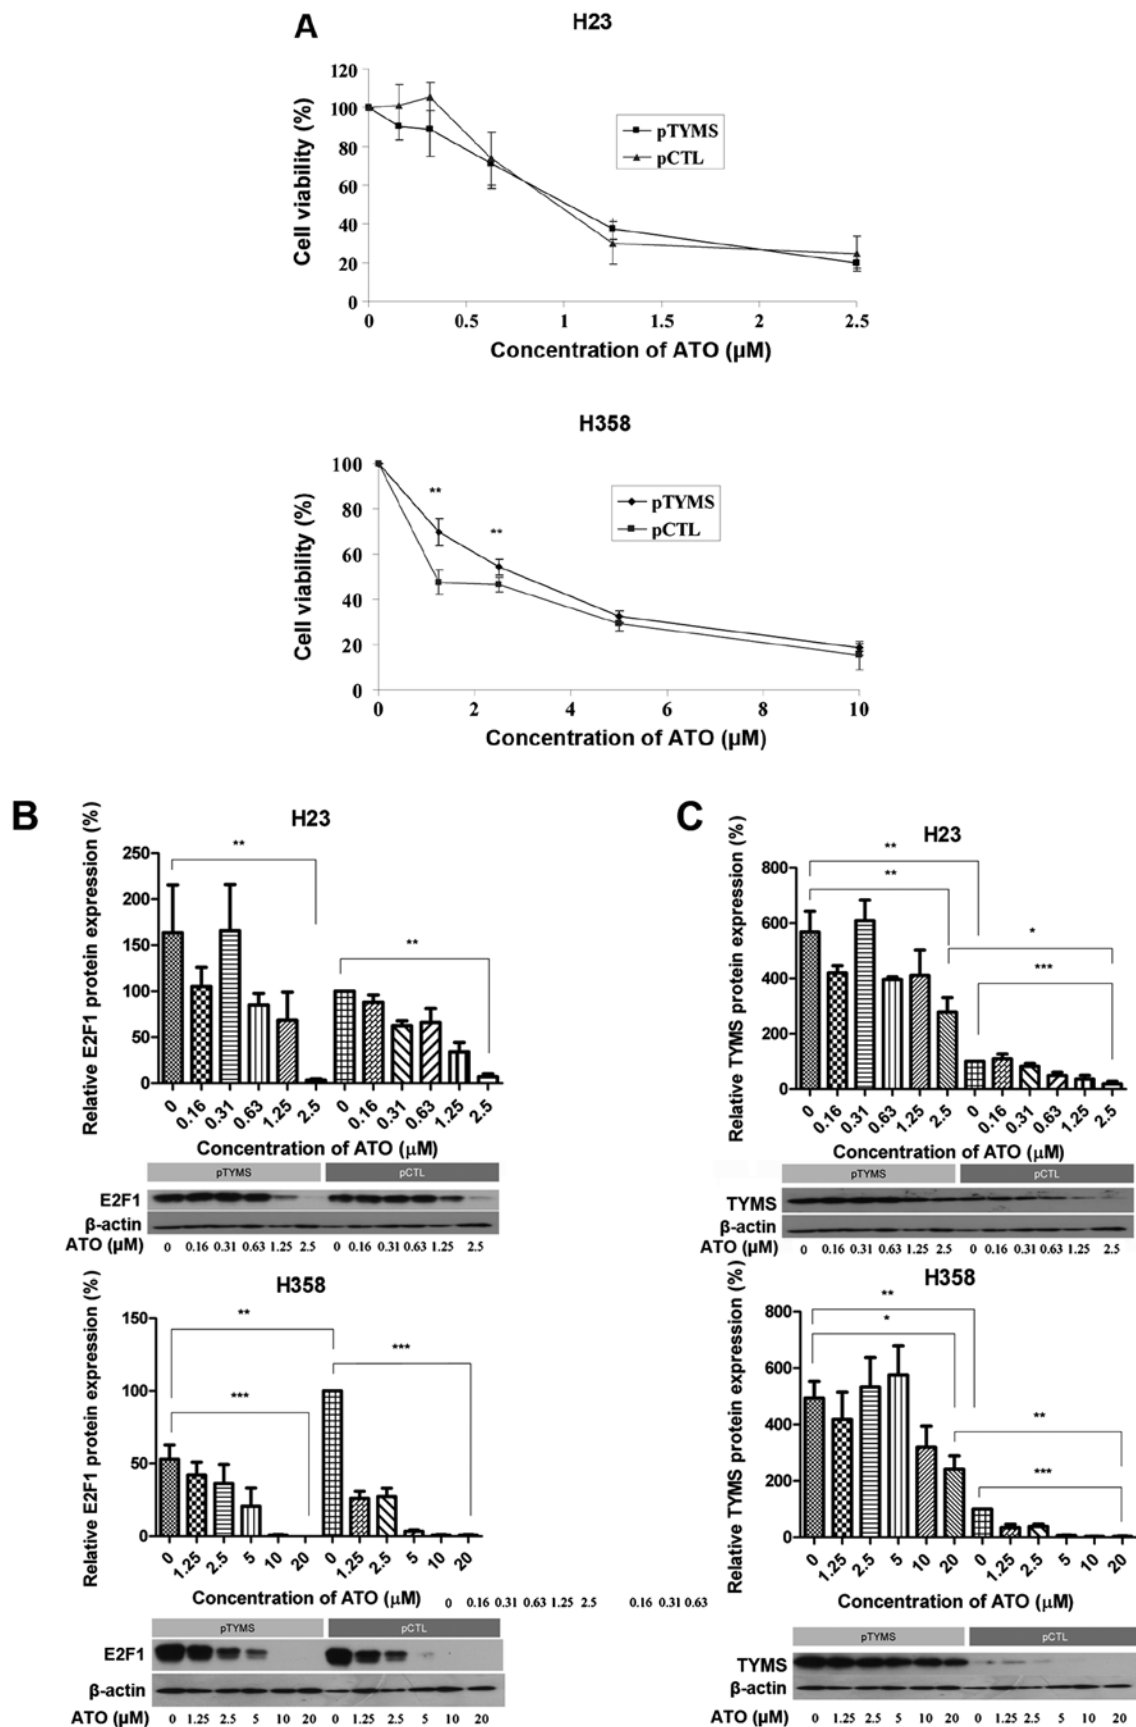 A
H23
Cell viability (%)
120
100
80
60
40
20
0
pTYMS
pCTL
0 0.5 1 1.5 2 2.5
Concentration of ATO (µM)
H358
Cell viability (%)
100
80
60
40
20
0
**
**
pTYMS
pCTL
0 2 4 6 8 10
Concentration of ATO (µM)
B
H23
Relative E2F1 protein expression (%)
250
200
150
100
50
0
**
**
0 0.16 0.31 0.63 1.25 2.5 0 0.16 0.31 0.63 1.25 2.5
Concentration of ATO (µM)
pTYMS pCTL
E2F1
β-actin
ATO (µM) 0 0.16 0.31 0.63 1.25 2.5 0 0.16 0.31 0.63 1.25 2.5
H358
Relative E2F1 protein expression (%)
150
100
50
0
**
***
***
0 1.25 2.5 5 10 20 0 1.25 2.5 5 10 20
Concentration of ATO (µM)
0 0.16 0.31 0.63 1.25 2.5 0.16 0.31 0.63
pTYMS pCTL
E2F1
β-actin
ATO (µM) 0 1.25 2.5 5 10 20 0 1.25 2.5 5 10 20
C
H23
Relative TYMS protein expression (%)
800
600
400
200
0
**
**
*
***
0 0.16 0.31 0.63 1.25 2.5 0 0.16 0.31 0.63 1.25 2.5
Concentration of ATO (µM)
pTYMS pCTL
TYMS
β-actin
ATO (µM) 0 0.16 0.31 0.63 1.25 2.5 0 0.16 0.31 0.63 1.25 2.5
H358
Relative TYMS protein expression (%)
800
600
400
200
0
**
*
**
***
0 1.25 2.5 5 10 20 0 1.25 2.5 5 10 20
Concentration of ATO (µM)
pTYMS pCTL
TYMS
β-actin
ATO (µM) 0 1.25 2.5 5 10 20 0 1.25 2.5 5 10 20